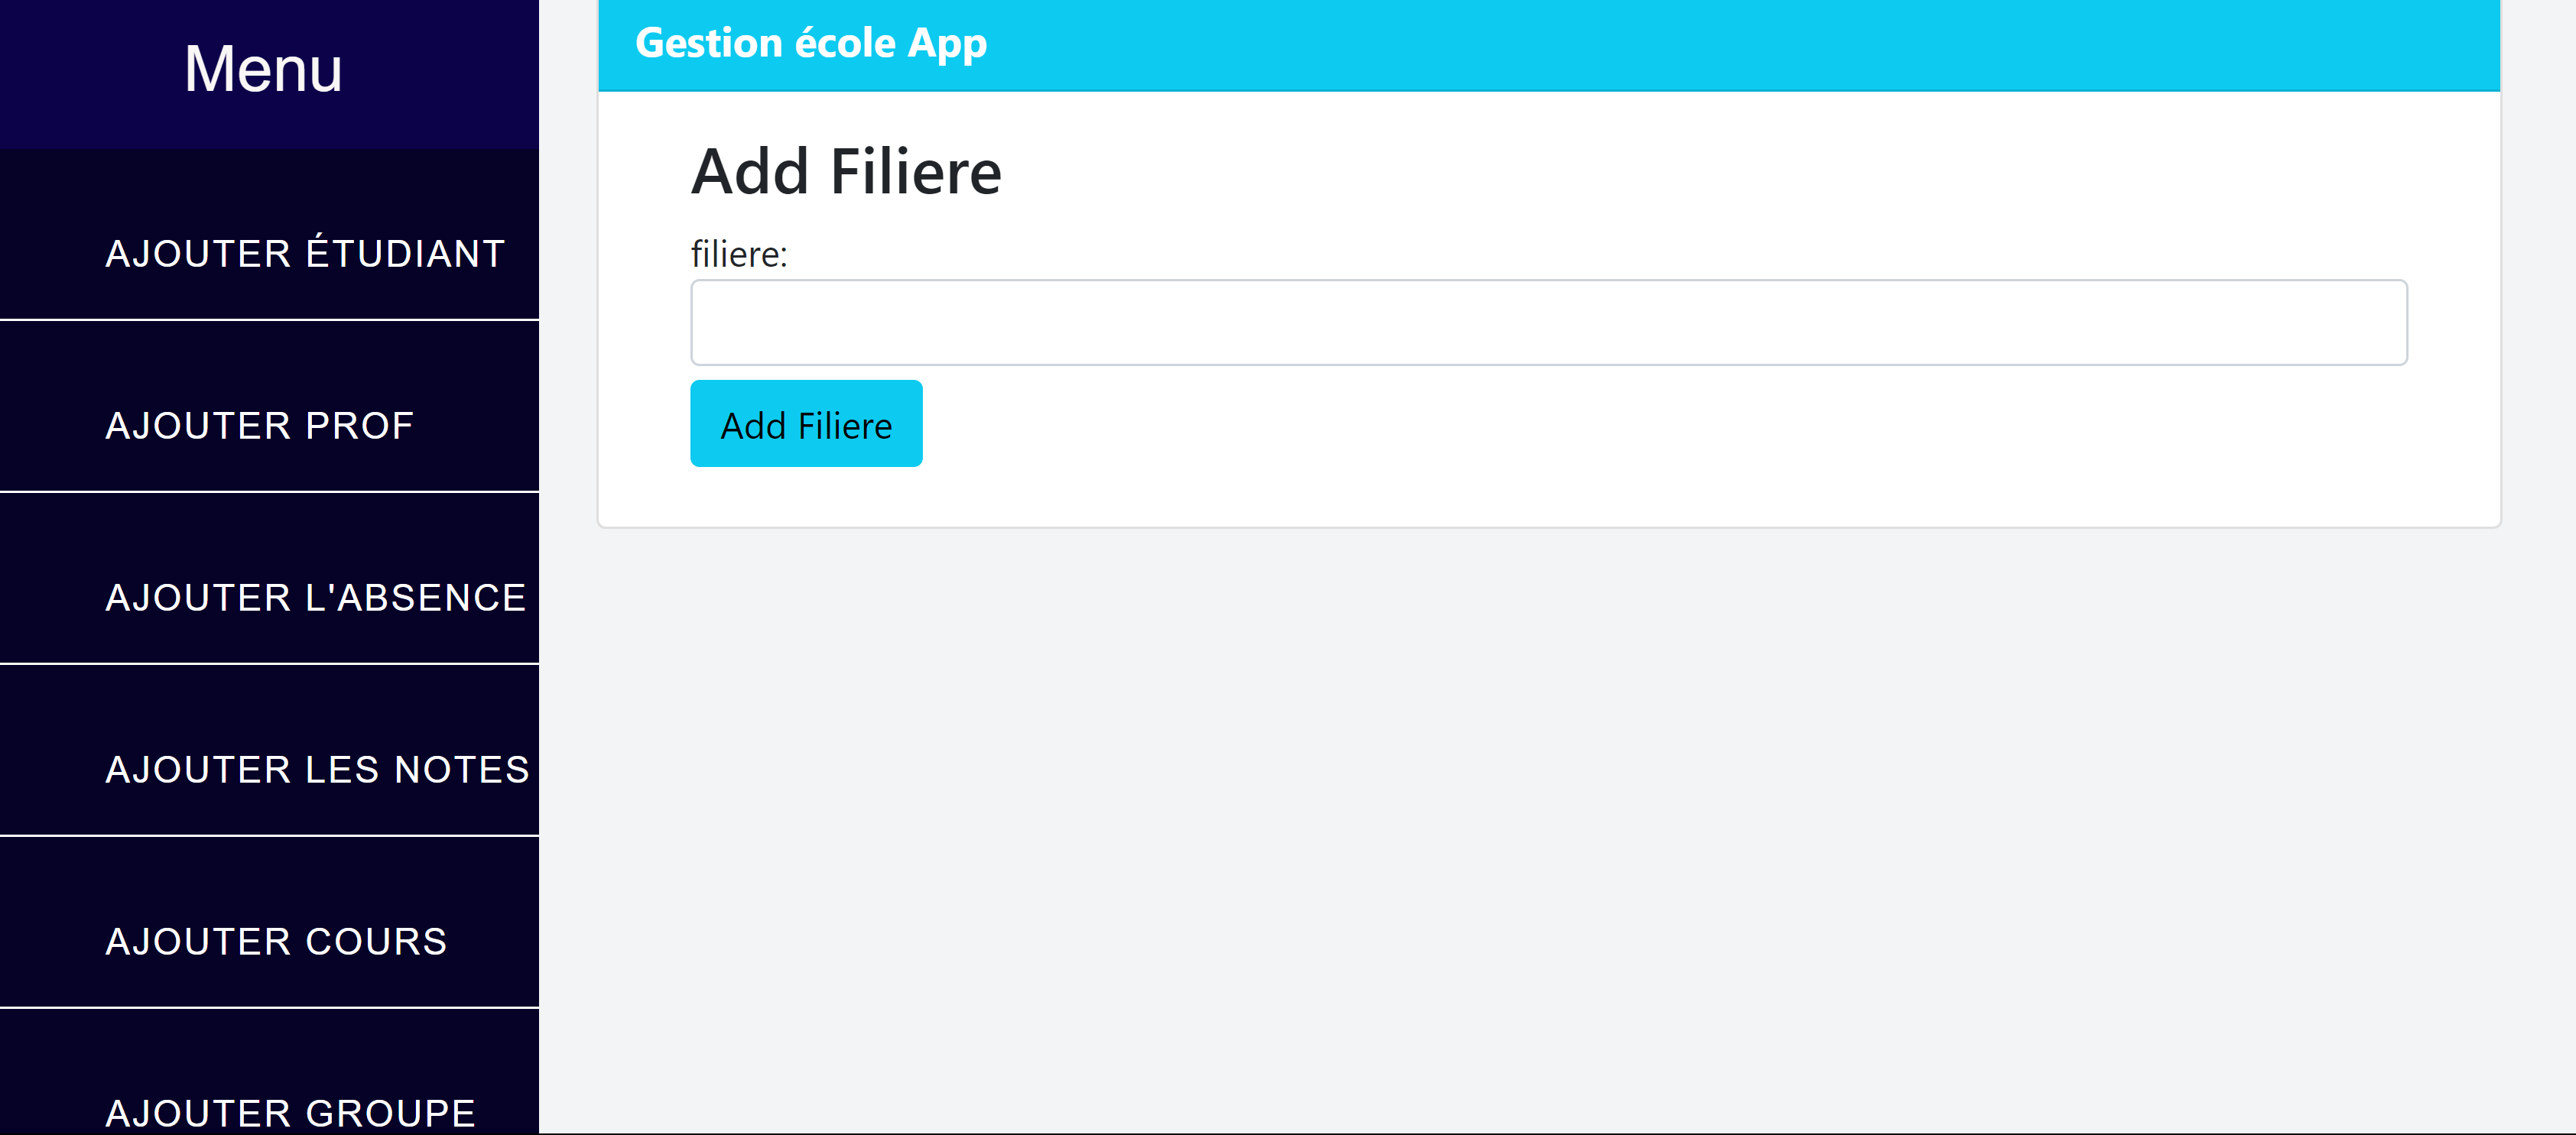 Menu
AJOUTER ÉTUDIANT
AJOUTER PROF
AJOUTER L'ABSENCE
AJOUTER LES NOTES
AJOUTER COURS
AJOUTER GROUPE
Gestion école App
Add Filiere
filiere:
Add Filiere